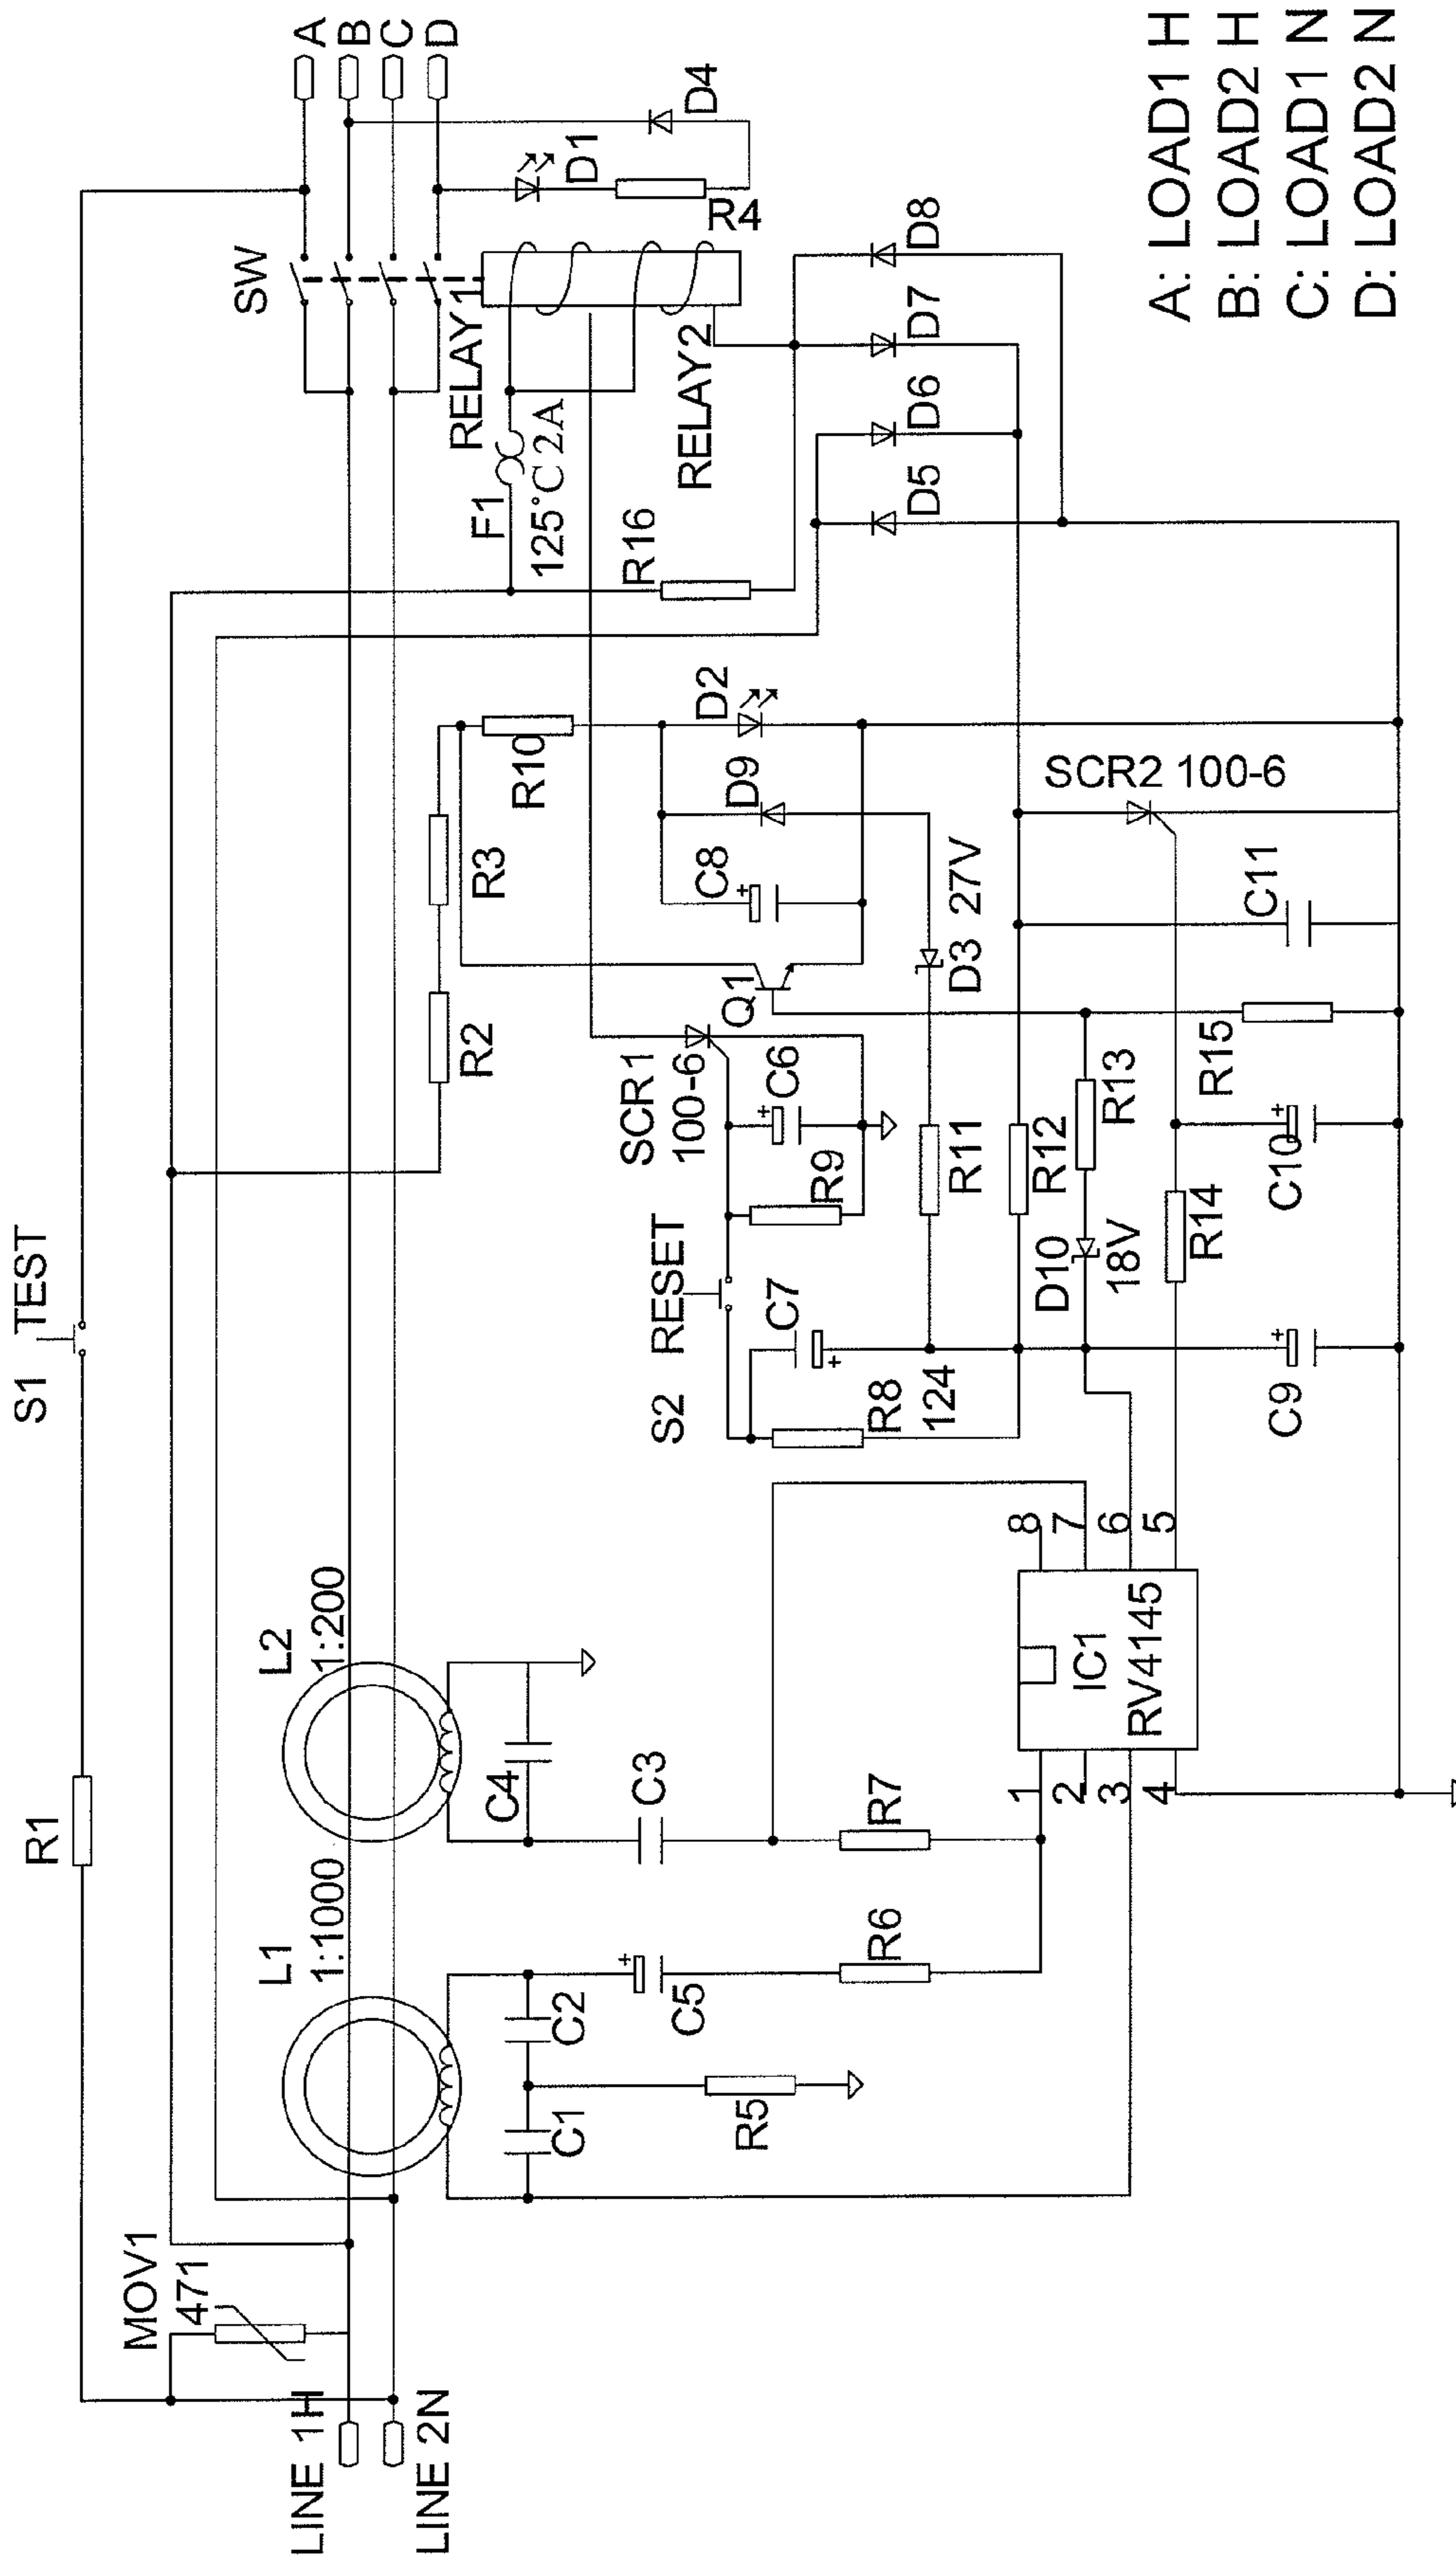 S1 TEST
R1
MOV1
471
LINE 1H
LINE 2N
L1
1:1000
L2
1:200
SW
A
B
C
D
D1
D4
R4
RELAY1
RELAY2
F1
125°C 2A
R16
D5
D6
D7
D8
R2
R3
R10
D2
D9
C8
Q1
SCR1
100-6
C6
R9
S2 RESET
C7
R8
124
R11
D3 27V
R12
R13
D10
18V
SCR2 100-6
C11
R15
C10
R14
C9
C4
C3
R7
C2
C1
C5
R6
R5
1
2
3
4
5
6
7
8
IC1
RV4145
A: LOAD1 H
B: LOAD2 H
C: LOAD1 N
D: LOAD2 N